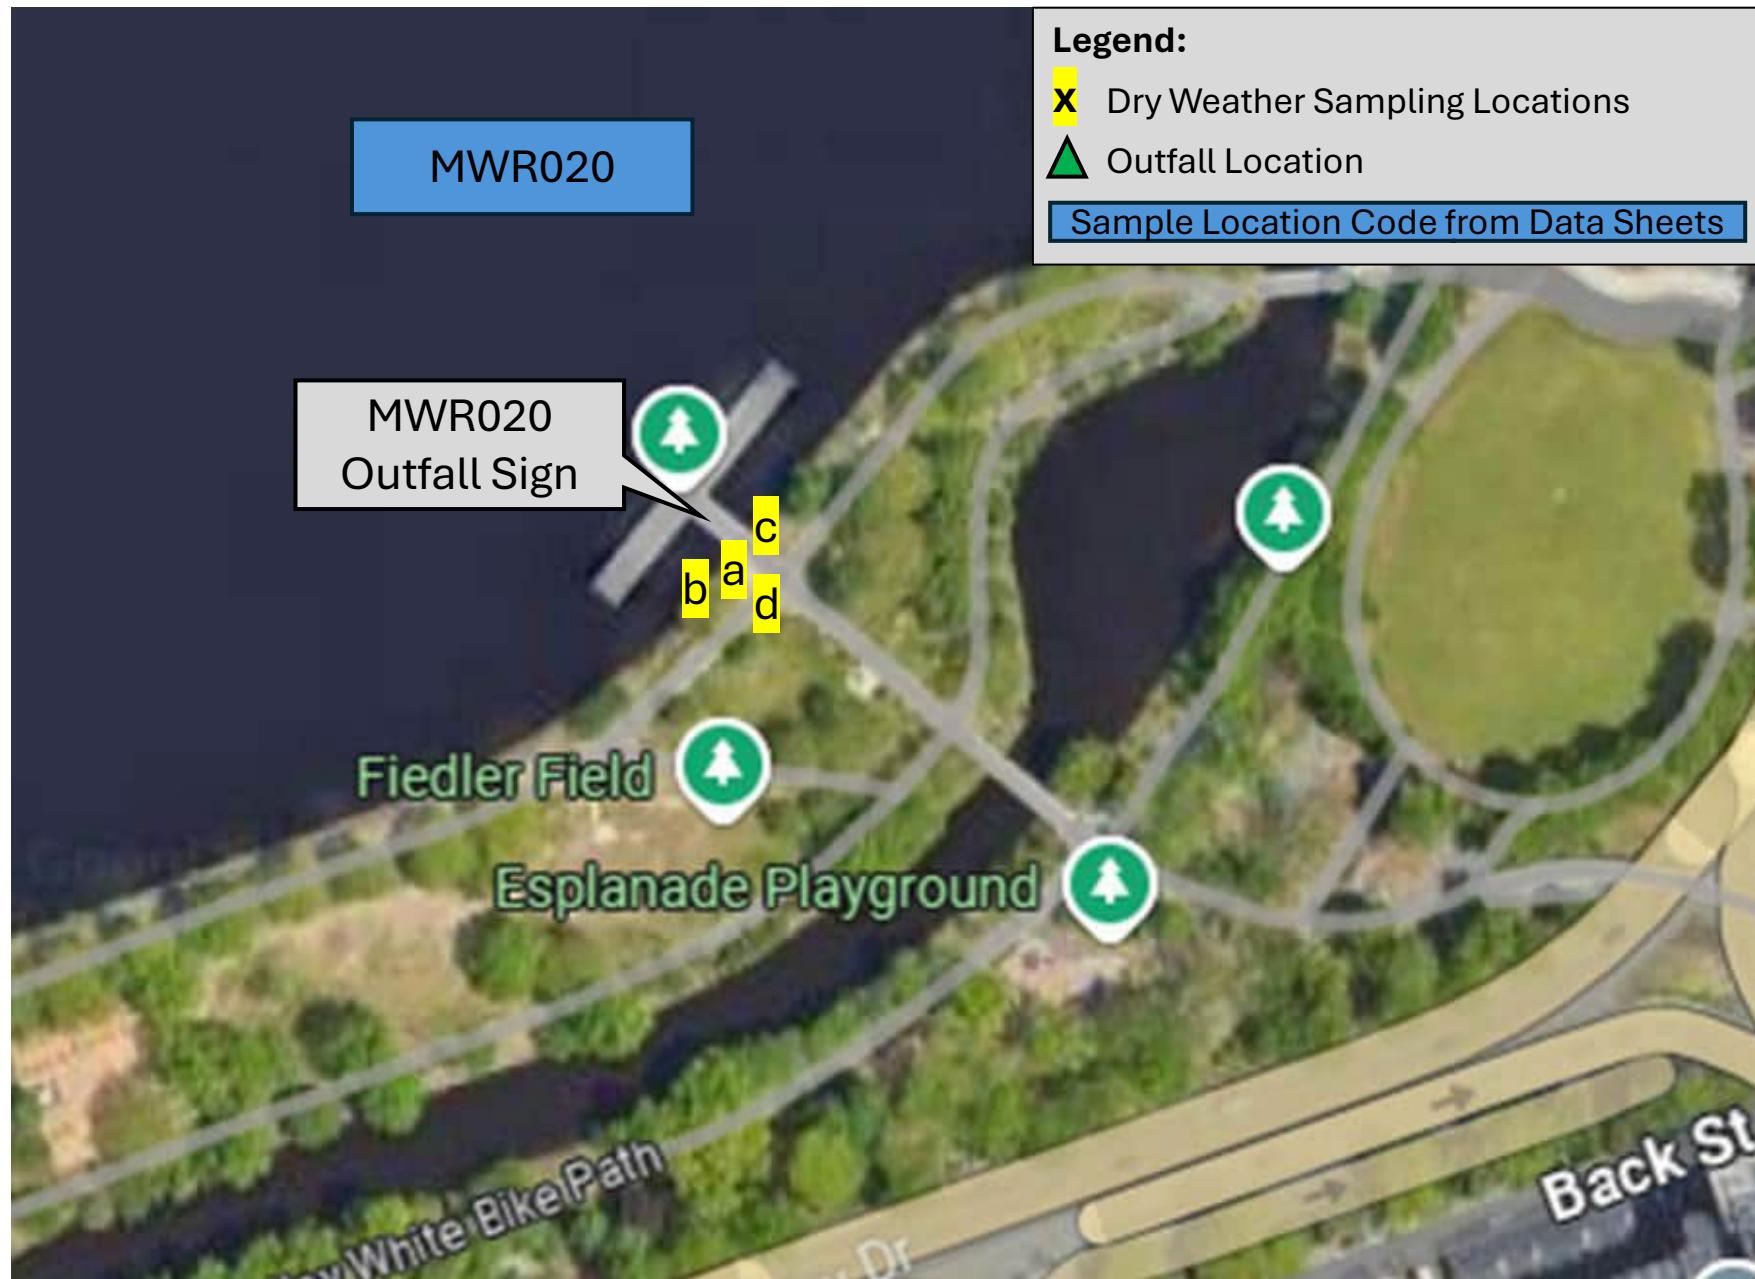 Legend:
x Dry Weather Sampling Locations
Outfall Location
Sample Location Code from Data Sheets
MWR020
MWR020
Outfall Sign
c
a
b
d
Fiedler Field
Esplanade Playground
White Bike Path
Dr
Back St